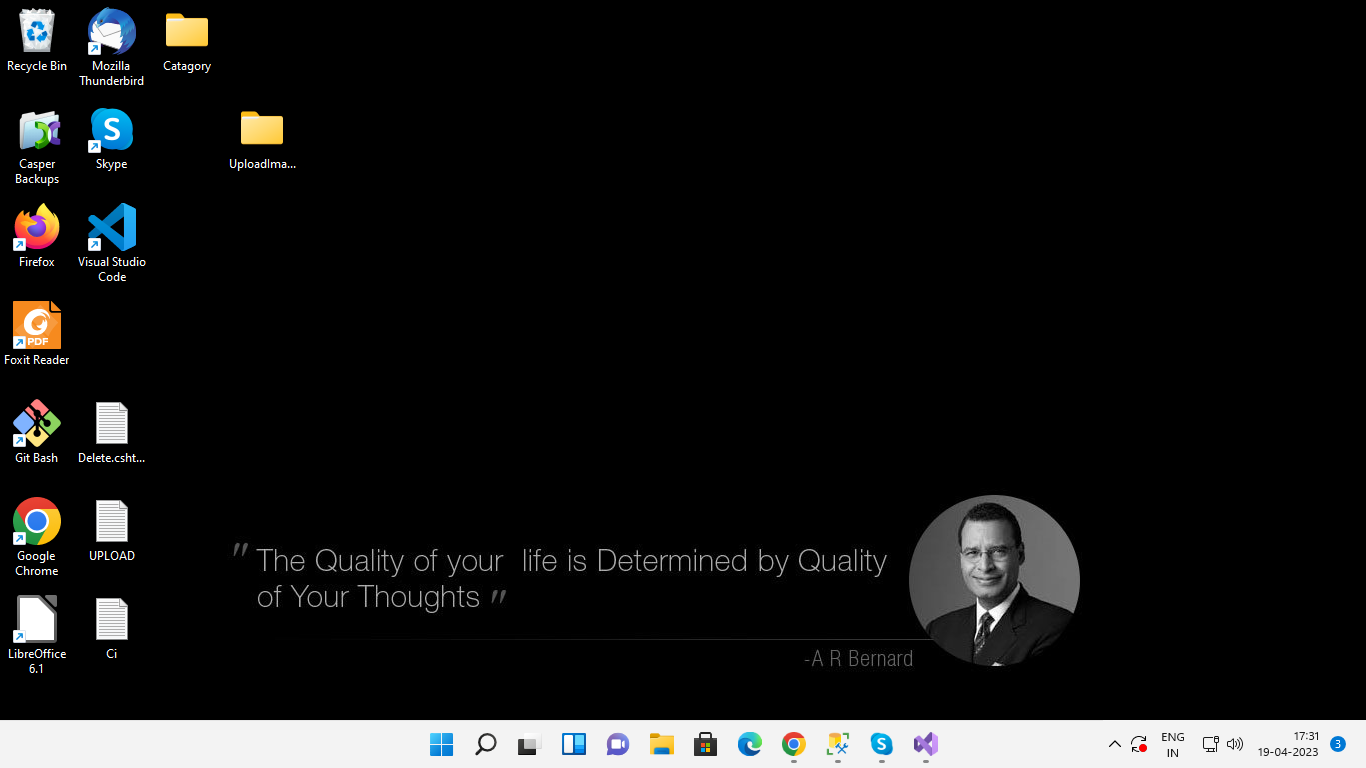 Recycle Bin
Mozilla
Thunderbird
Catagory
Casper
Backups
Skype
UploadIma...
Firefox
Visual Studio
Code
PDF
Foxit Reader
Git Bash
Delete.csht...
Google
Chrome
UPLOAD
LibreOffice
6.1
Ci
" The Quality of your life is Determined by Quality
of Your Thoughts "
-A R Bernard
ENG
IN
17:31
19-04-2023
3